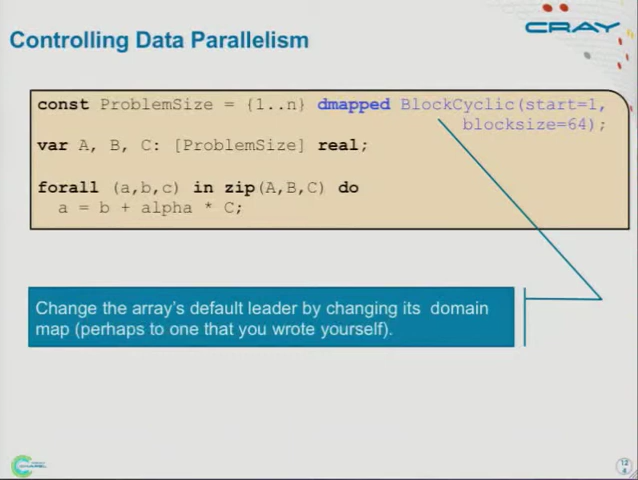 CRAY
Controlling Data Parallelism
const ProblemSize = {1..n} dmapped BlockCyclic(start=1,
blocksize=64);
var A, B, C: [ProblemSize] real;
forall (a,b,c) in zip(A,B,C) do
a = b + alpha * C;
Change the array's default leader by changing its domain
map (perhaps to one that you wrote yourself).